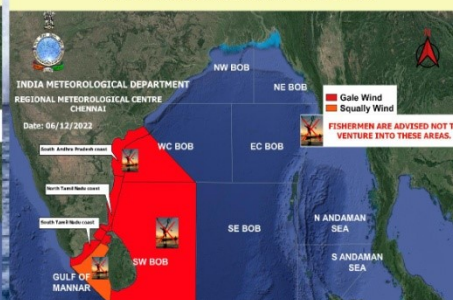 INDIA METEOROLOGICAL DEPARTMENT
REGIONAL METEOROLOGICAL CENTRE
CHENNAI
Date: 06/12/2022
NW BOB
NE BOB
Gale Wind
Squally Wind
FISHERMEN ARE ADVISED NOT T
VENTURE INTO THESE AREAS.
South Andhra Pradesh coast
WC BOB
EC BOB
North Tamil Nadu coast
South Tamil Nadu coast
SE BOB
N ANDAMAN
SEA
S ANDAMAN
SEA
SW BOB
GULF OF
MANNAR